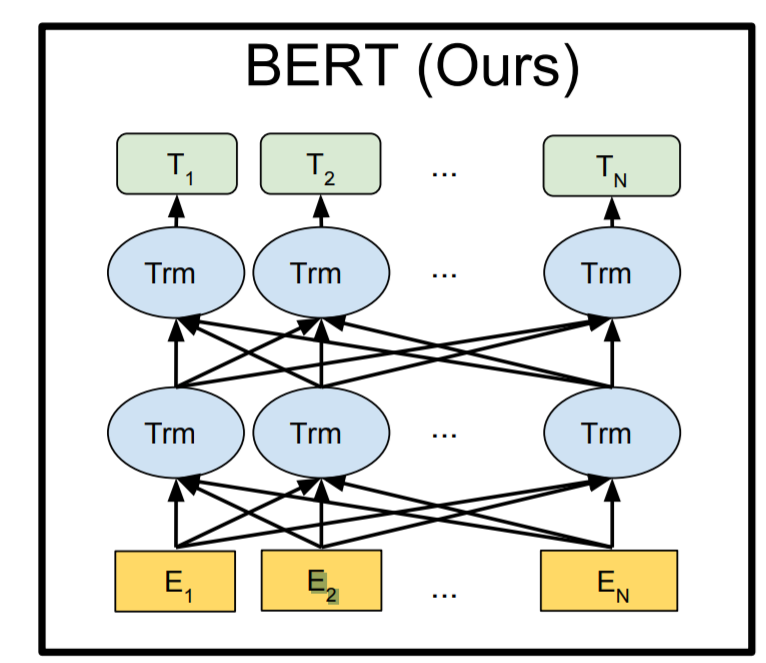 BERT (Ours)
T1 T2 ... TN
Trm Trm ... Trm
Trm Trm ... Trm
E1 E2 ... EN